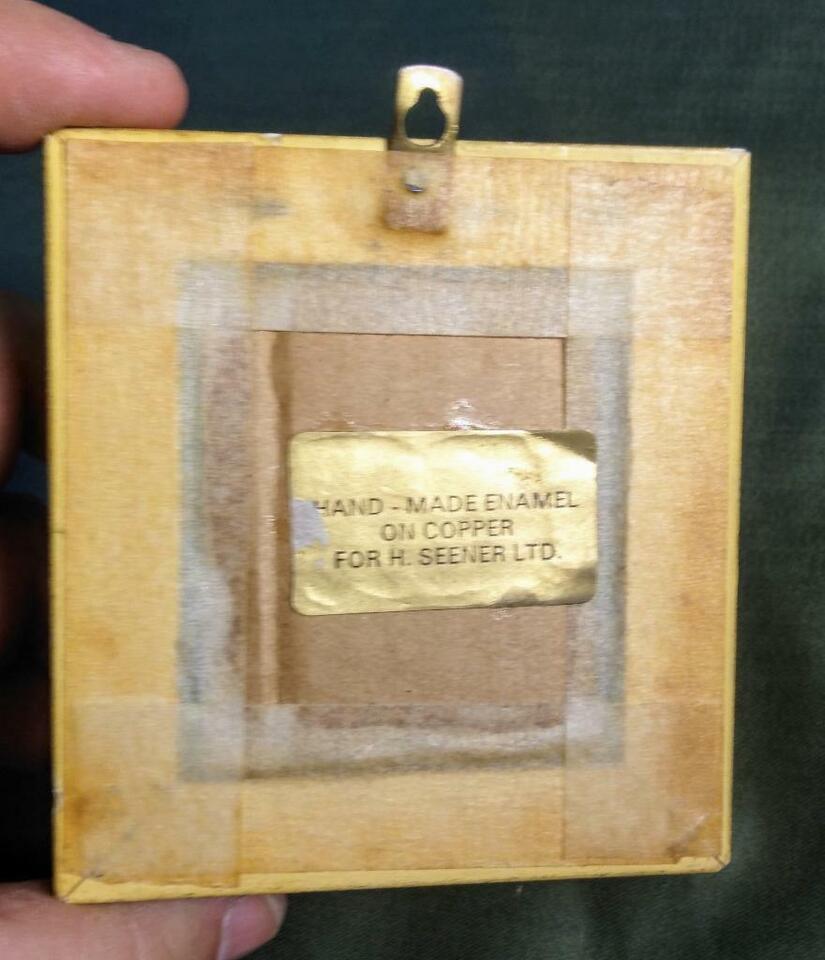 HAND - MADE ENAMEL
ON COPPER
FOR H. SEENER LTD.